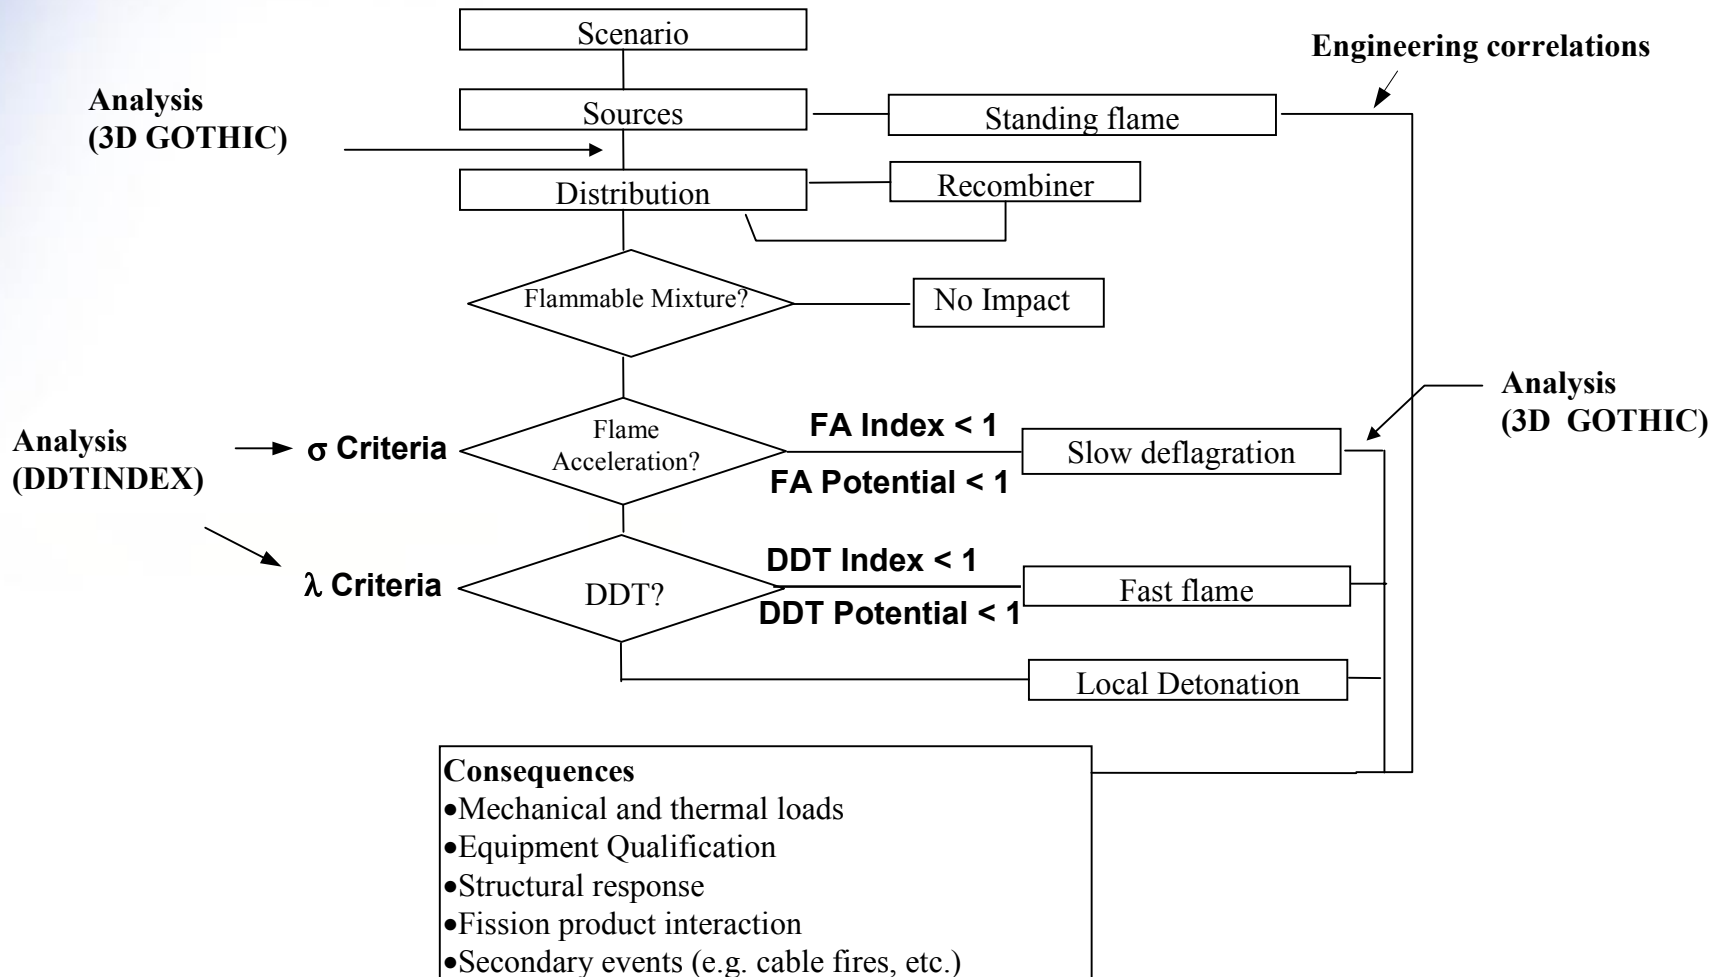 Scenario
Engineering correlations
Analysis
(3D GOTHIC)
Sources
Standing flame
Distribution
Recombiner
Flammable Mixture?
No Impact
Analysis
(3D  GOTHIC)
Analysis
(DDTINDEX)
σ Criteria
Flame
Acceleration?
FA Index < 1
FA Potential < 1
Slow deflagration
λ Criteria
DDT?
DDT Index < 1
DDT Potential < 1
Fast flame
Local Detonation
Consequences
•Mechanical and thermal loads
•Equipment Qualification
•Structural response
•Fission product interaction
•Secondary events (e.g. cable fires, etc.)